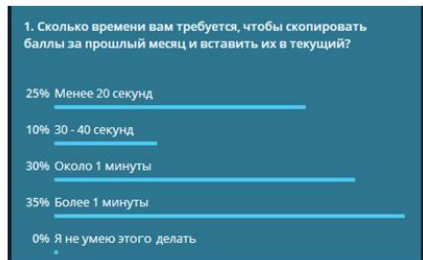 1. Сколько времени вам требуется, чтобы скопировать
баллы за прошлый месяц и вставить их в текущий?
25% Менее 20 секунд
10% 30 - 40 секунд
30% Около 1 минуты
35% Более 1 минуты
0% Я не умею этого делать